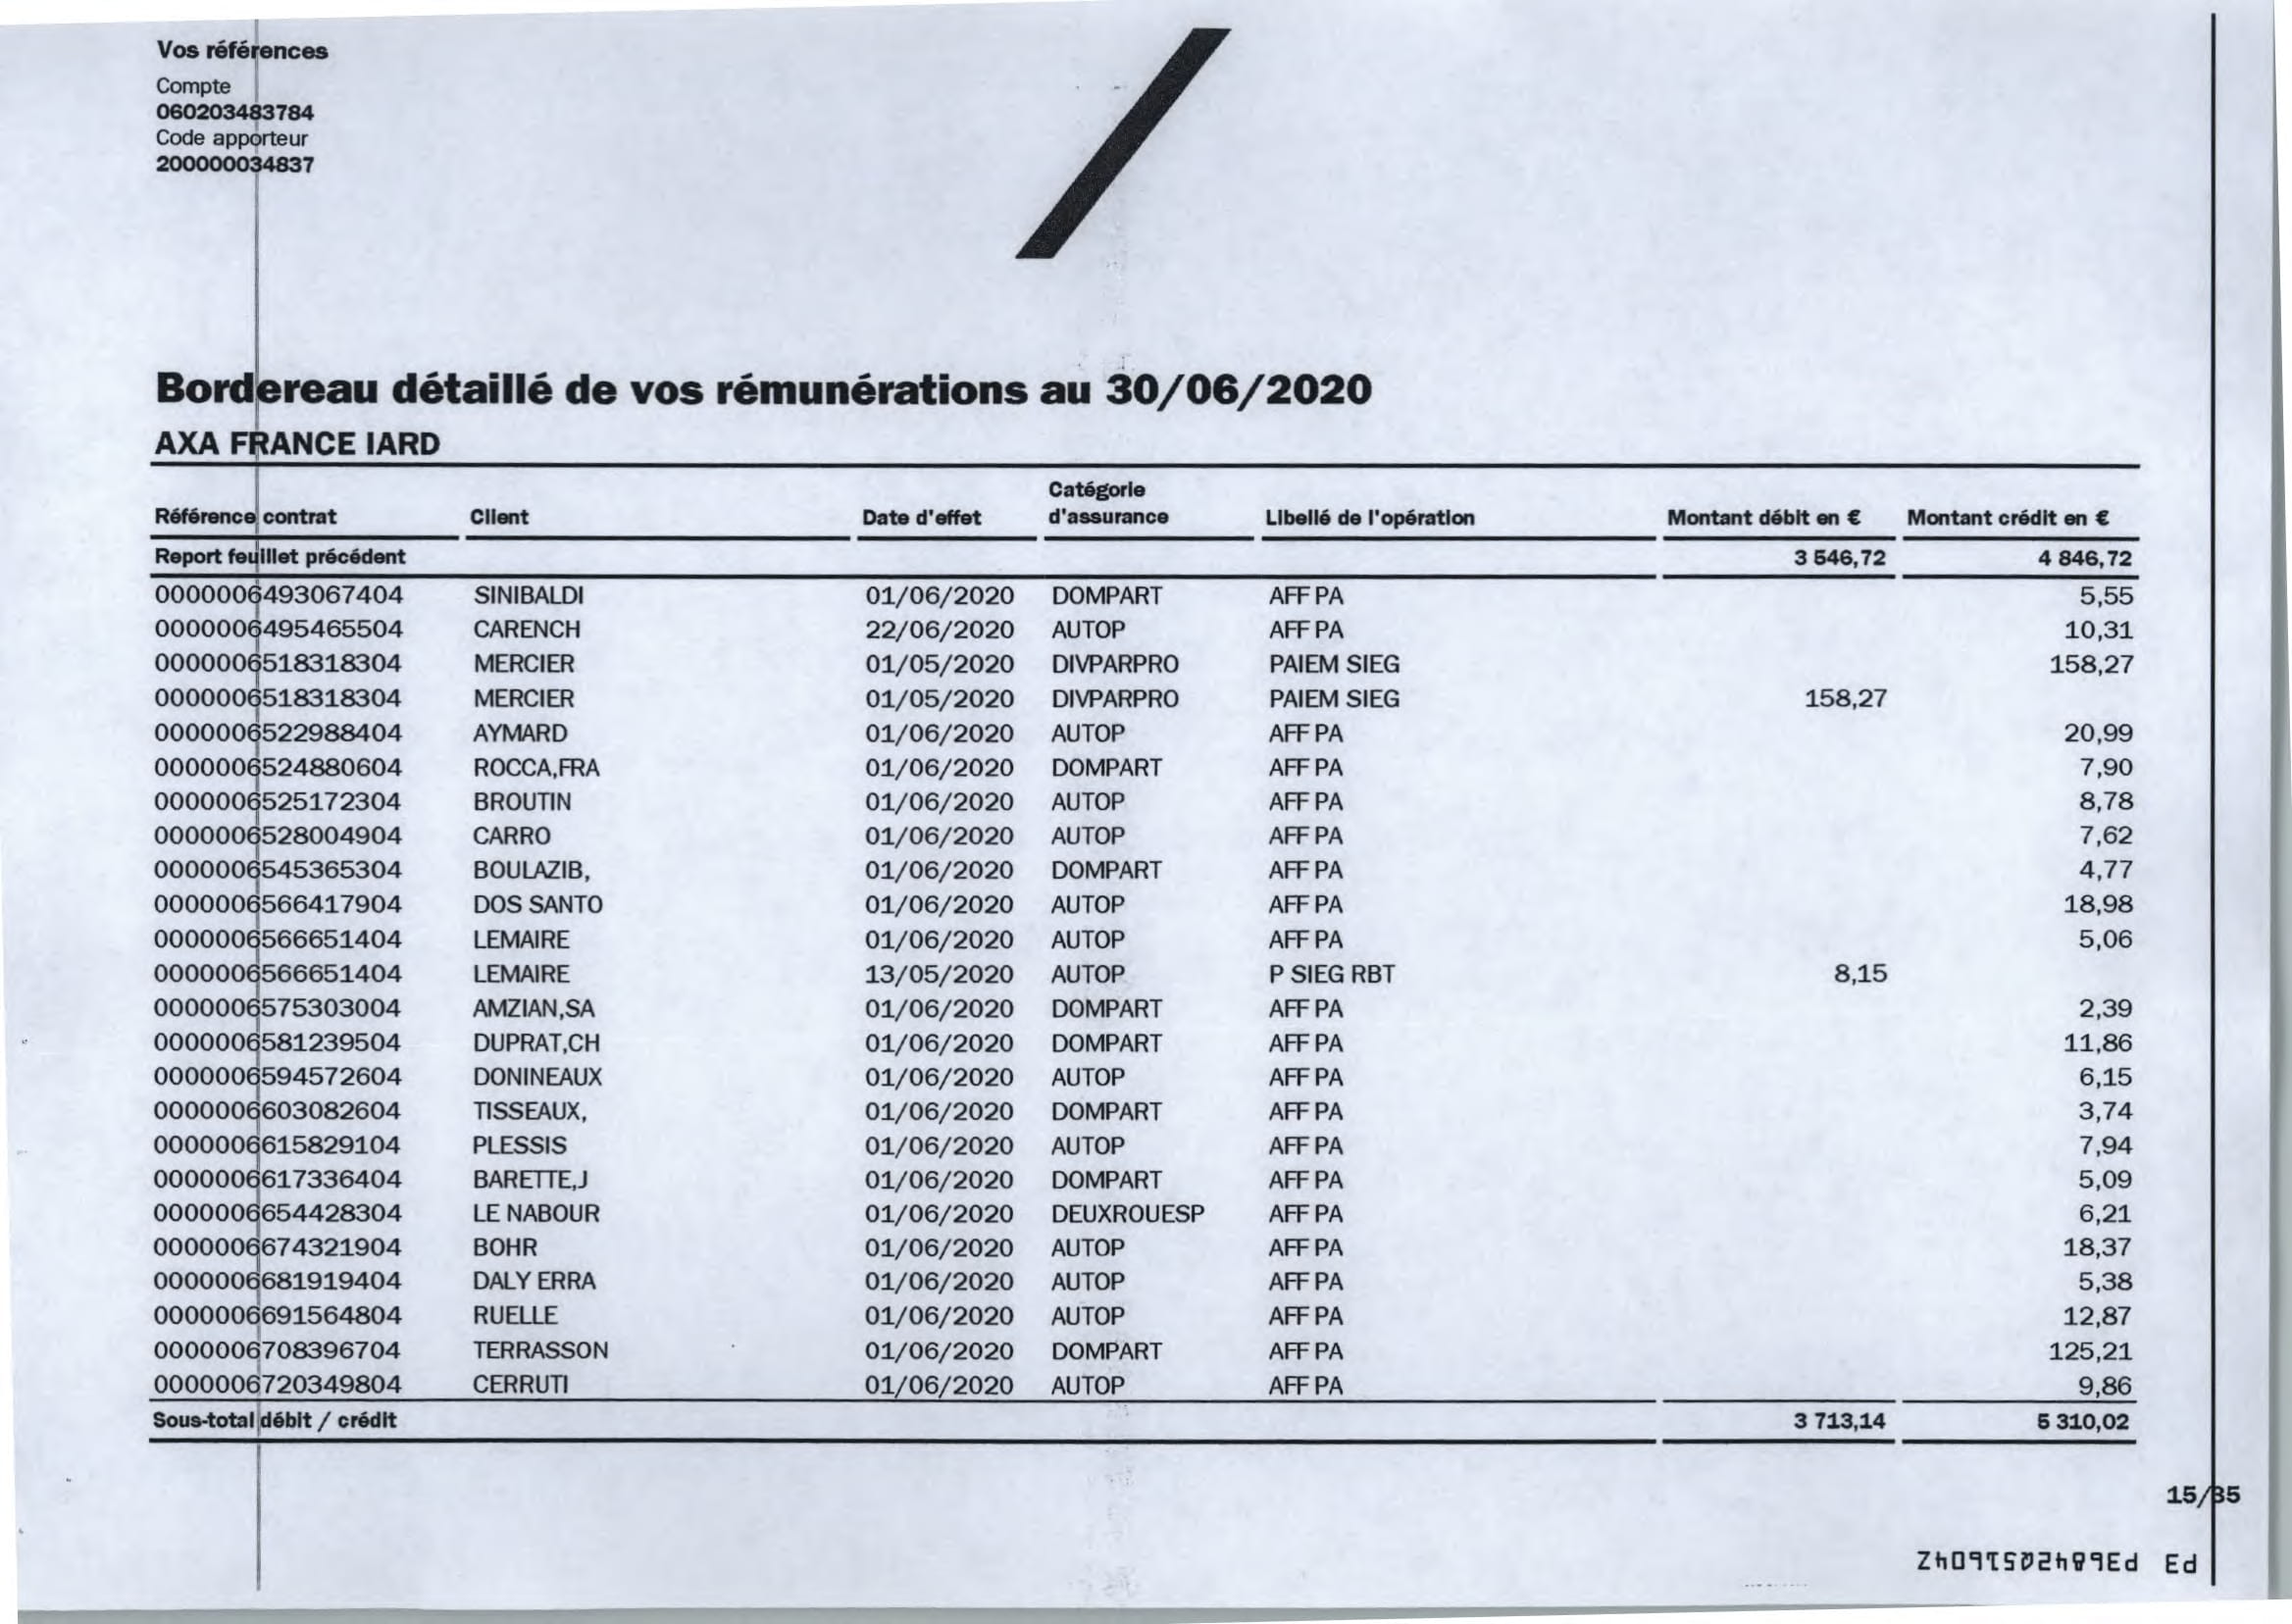 Vos références
Compte
060203483784
Code apporteur
200000034837
Bordereau détaillé de vos rémunérations au 30/06/2020
AXA FRANCE IARD
Référence contrat Client Date d'effet Catégorie d'assurance Libellé de l'opération Montant débit en € Montant crédit en €
Report feuillet précédent 3 546,72 4 846,72
0000006493067404 SINIBALDI 01/06/2020 DOMPART AFF PA 5,55
0000006495465504 CARENCH 22/06/2020 AUTOP AFF PA 10,31
0000006518318304 MERCIER 01/05/2020 DIVPARPRO PAIEM SIEG 158,27
0000006518318304 MERCIER 01/05/2020 DIVPARPRO PAIEM SIEG 158,27
0000006522988404 AYMARD 01/06/2020 AUTOP AFF PA 20,99
0000006524880604 ROCCA,FRA 01/06/2020 DOMPART AFF PA 7,90
0000006525172304 BROUTIN 01/06/2020 AUTOP AFF PA 8,78
0000006528004904 CARRO 01/06/2020 AUTOP AFF PA 7,62
0000006545365304 BOULAZIB, 01/06/2020 DOMPART AFF PA 4,77
0000006566417904 DOS SANTO 01/06/2020 AUTOP AFF PA 18,98
0000006566651404 LEMAIRE 01/06/2020 AUTOP AFF PA 5,06
0000006566651404 LEMAIRE 13/05/2020 AUTOP P SIEG RBT 8,15
0000006575303004 AMZIAN,SA 01/06/2020 DOMPART AFF PA 2,39
0000006581239504 DUPRAT,CH 01/06/2020 DOMPART AFF PA 11,86
0000006594572604 DONINEAUX 01/06/2020 AUTOP AFF PA 6,15
0000006603082604 TISSEAUX, 01/06/2020 DOMPART AFF PA 3,74
0000006615829104 PLESSIS 01/06/2020 AUTOP AFF PA 7,94
0000006617336404 BARETTE,J 01/06/2020 DOMPART AFF PA 5,09
0000006654428304 LE NABOUR 01/06/2020 DEUXROUESP AFF PA 6,21
0000006674321904 BOHR 01/06/2020 AUTOP AFF PA 18,37
0000006681919404 DALY ERRA 01/06/2020 AUTOP AFF PA 5,38
0000006691564804 RUELLE 01/06/2020 AUTOP AFF PA 12,87
0000006708396704 TERRASSON 01/06/2020 DOMPART AFF PA 125,21
0000006720349804 CERRUTI 01/06/2020 AUTOP AFF PA 9,86
Sous-total débit / crédit 3 713,14 5 310,02
15/35